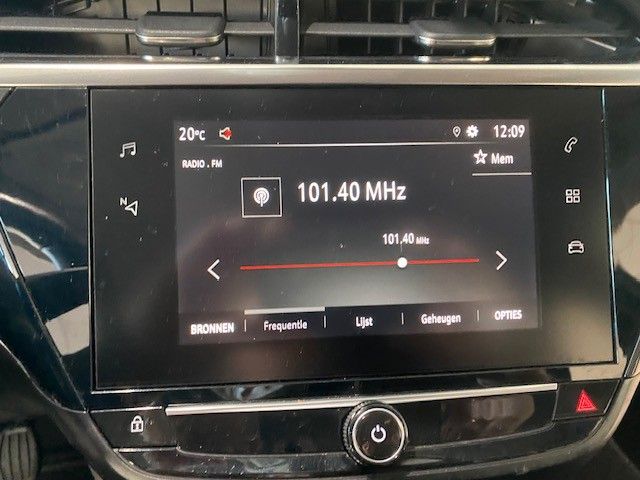 20°C 12:09
RADIO . FM
Mem
101.40 MHz
101.40 MHz
N
BRONNEN Frequentie Lijst Geheugen OPTIES